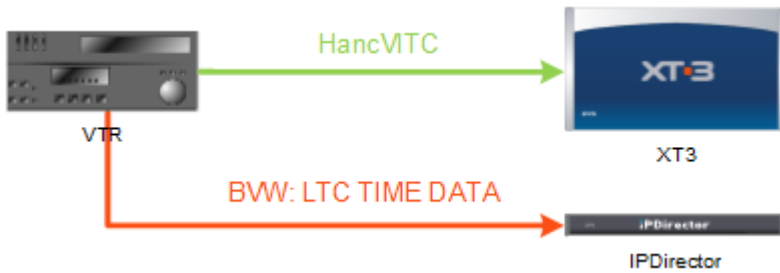 HancVITC
XT3
VTR
XT3
BVW: LTC TIME DATA
iPDirector
IPDirector